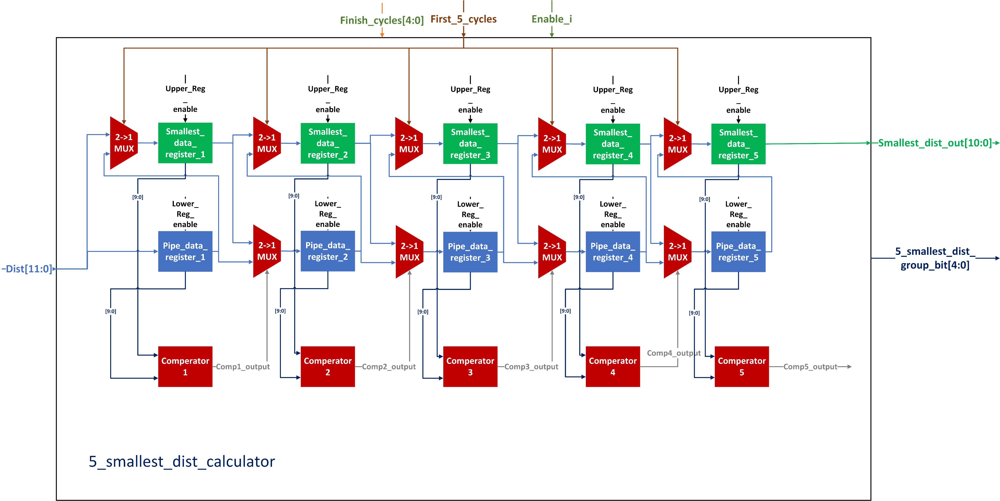 Finish_cycles[4:0]
First_5_cycles
Enable_i
Upper_Reg
_
enable
Upper_Reg
_
enable
Upper_Reg
_
enable
Upper_Reg
_
enable
Upper_Reg
_
enable
2->1
MUX
Smallest_
data_
register_1
2->1
MUX
Smallest_
data_
register_2
2->1
MUX
Smallest_
data_
register_3
2->1
MUX
Smallest_
data_
register_4
2->1
MUX
Smallest_
data_
register_5
Smallest_dist_out[10:0]
[9:0]
[9:0]
[9:0]
[9:0]
[9:0]
Lower_
Reg_
enable
Lower_
Reg_
enable
Lower_
Reg_
enable
Lower_
Reg_
enable
Lower_
Reg_
enable
Dist[11:0]
Pipe_data_
register_1
2->1
MUX
Pipe_data_
register_2
2->1
MUX
Pipe_data_
register_3
2->1
MUX
Pipe_data_
register_4
2->1
MUX
Pipe_data_
register_5
5_smallest_dist_
group_bit[4:0]
[9:0]
[9:0]
[9:0]
[9:0]
[9:0]
Comperator
1
Comp1_output
Comperator
2
Comp2_output
Comperator
3
Comp3_output
Comperator
4
Comp4_output
Comperator
5
Comp5_output
5_smallest_dist_calculator